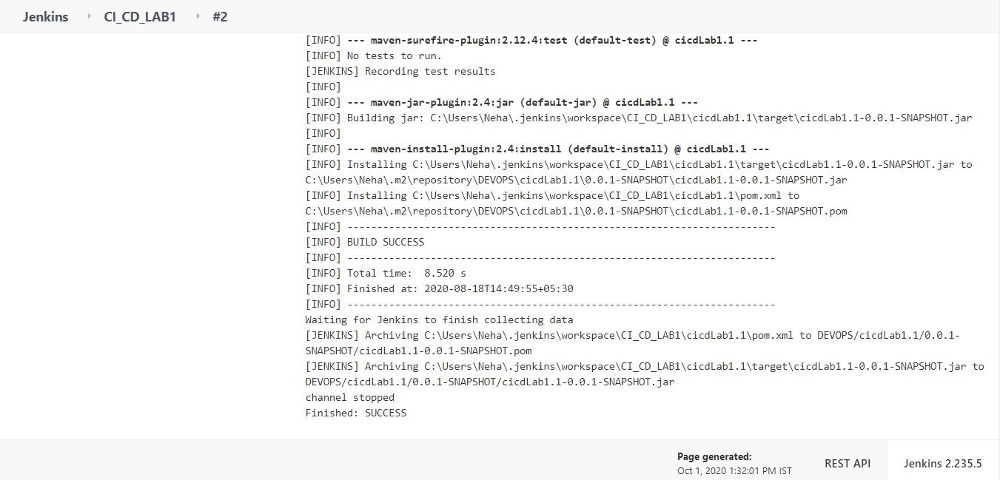 Jenkins CI_CD_LAB1 #2
[INFO] --- maven-surefire-plugin:2.12.4:test (default-test) @ cicdLab1.1 ---
[INFO] No tests to run.
[JENKINS] Recording test results
[INFO]
[INFO] --- maven-jar-plugin:2.4:jar (default-jar) @ cicdLab1.1 ---
[INFO] Building jar: C:\Users\Neha\.jenkins\workspace\CI_CD_LAB1\cicdLab1.1\target\cicdLab1.1-0.0.1-SNAPSHOT.jar
[INFO]
[INFO] --- maven-install-plugin:2.4:install (default-install) @ cicdLab1.1 ---
[INFO] Installing C:\Users\Neha\.jenkins\workspace\CI_CD_LAB1\cicdLab1.1\target\cicdLab1.1-0.0.1-SNAPSHOT.jar to
C:\Users\Neha\.m2\repository\DEVOPS\cicdLab1.1\0.0.1-SNAPSHOT\cicdLab1.1-0.0.1-SNAPSHOT.jar
[INFO] Installing C:\Users\Neha\.jenkins\workspace\CI_CD_LAB1\cicdLab1.1\pom.xml to
C:\Users\Neha\.m2\repository\DEVOPS\cicdLab1.1\0.0.1-SNAPSHOT\cicdLab1.1-0.0.1-SNAPSHOT.pom
[INFO] ------------------------------------------------------------------------
[INFO] BUILD SUCCESS
[INFO] ------------------------------------------------------------------------
[INFO] Total time:  8.520 s
[INFO] Finished at: 2020-08-18T14:49:55+05:30
[INFO] ------------------------------------------------------------------------
Waiting for Jenkins to finish collecting data
[JENKINS] Archiving C:\Users\Neha\.jenkins\workspace\CI_CD_LAB1\cicdLab1.1\pom.xml to DEVOPS/cicdLab1.1/0.0.1-
SNAPSHOT/cicdLab1.1-0.0.1-SNAPSHOT.pom
[JENKINS] Archiving C:\Users\Neha\.jenkins\workspace\CI_CD_LAB1\cicdLab1.1\target\cicdLab1.1-0.0.1-SNAPSHOT.jar to
DEVOPS/cicdLab1.1/0.0.1-SNAPSHOT/cicdLab1.1-0.0.1-SNAPSHOT.jar
channel stopped
Finished: SUCCESS
Page generated:
Oct 1, 2020 1:32:01 PM IST
REST API
Jenkins 2.235.5